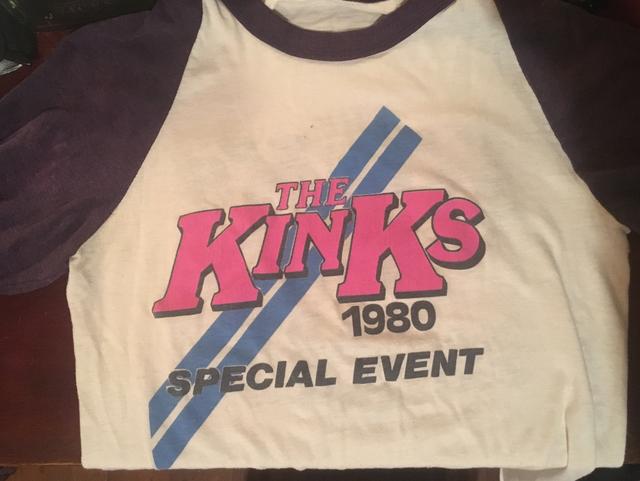 THE
KINKS
1980
SPECIAL EVENT